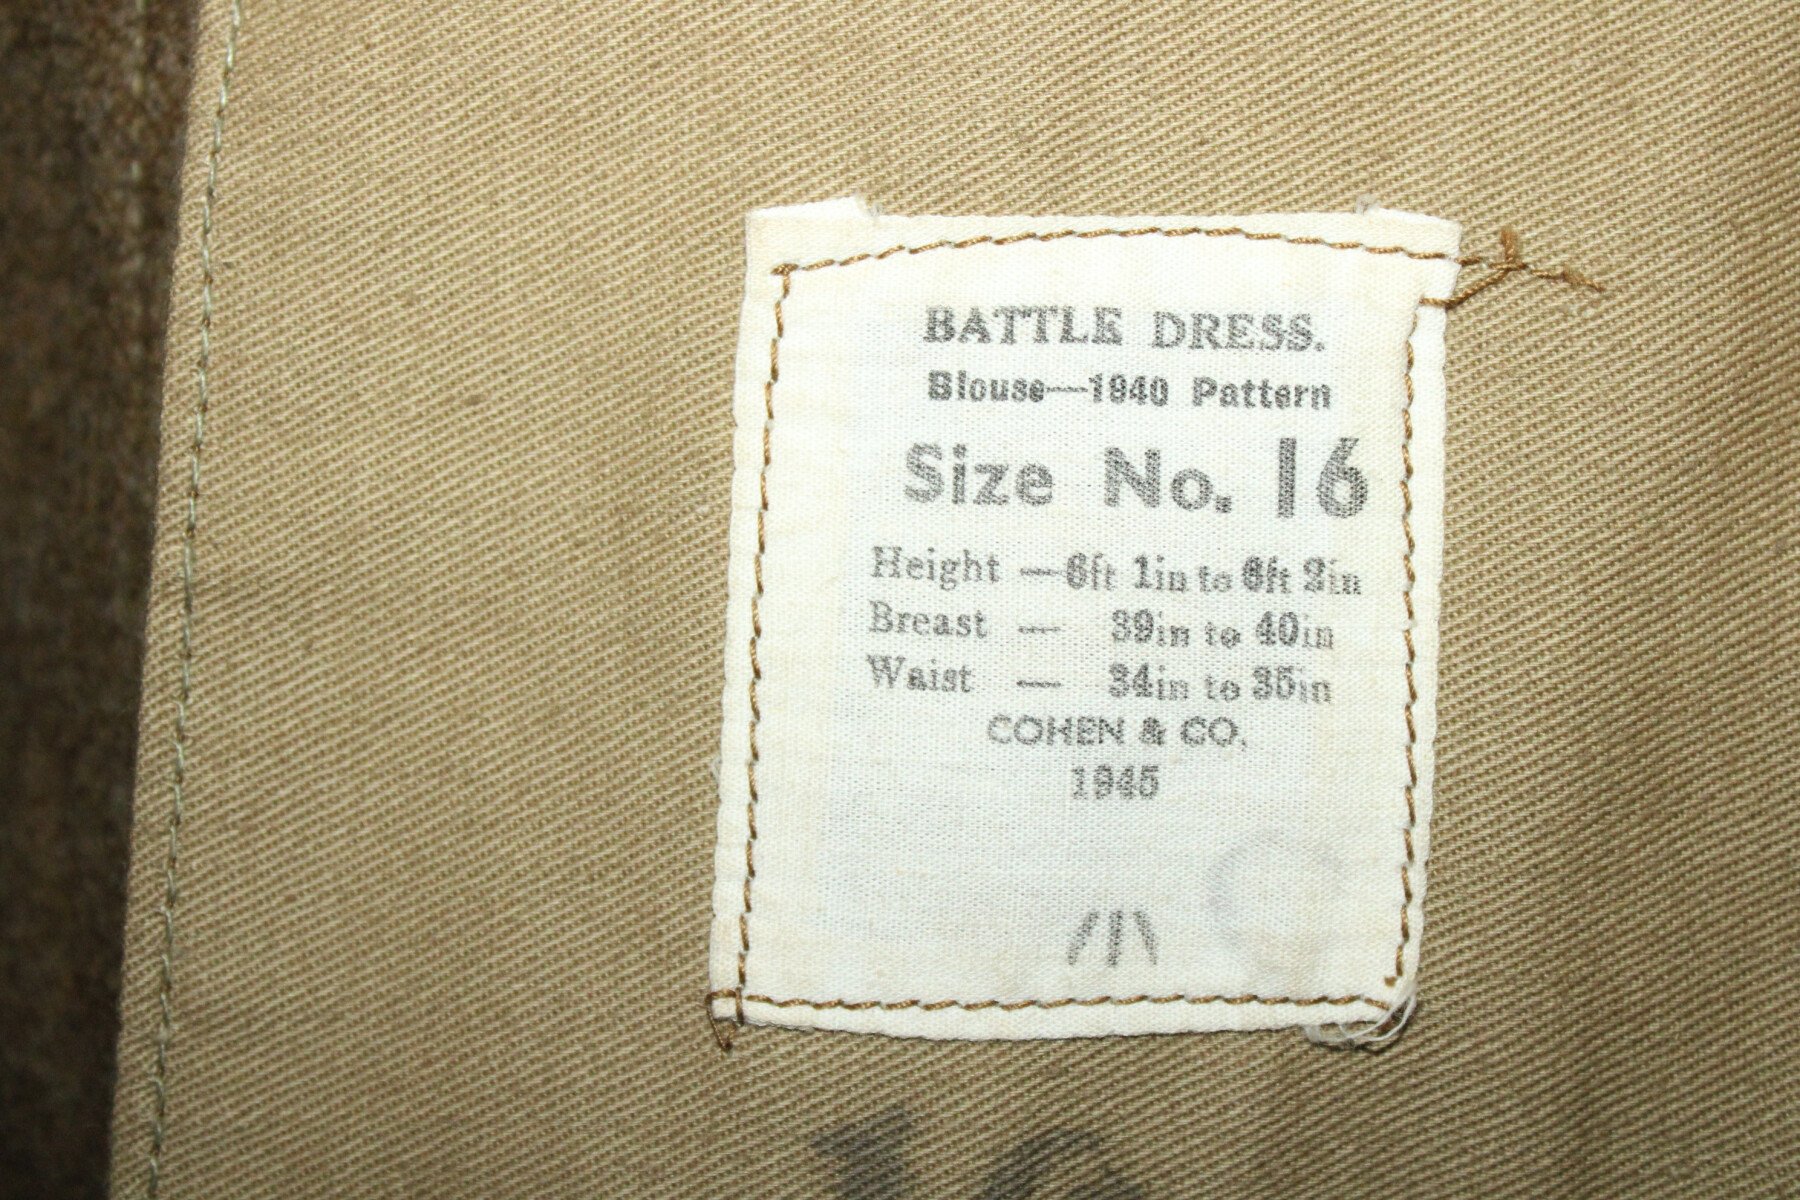 BATTLE DRESS.
Blouse—1940 Pattern
Size No. 16
Height —6ft 1in to 6ft 2in
Breast — 39in to 40in
Waist — 34in to 35in
COHEN & CO.
1945